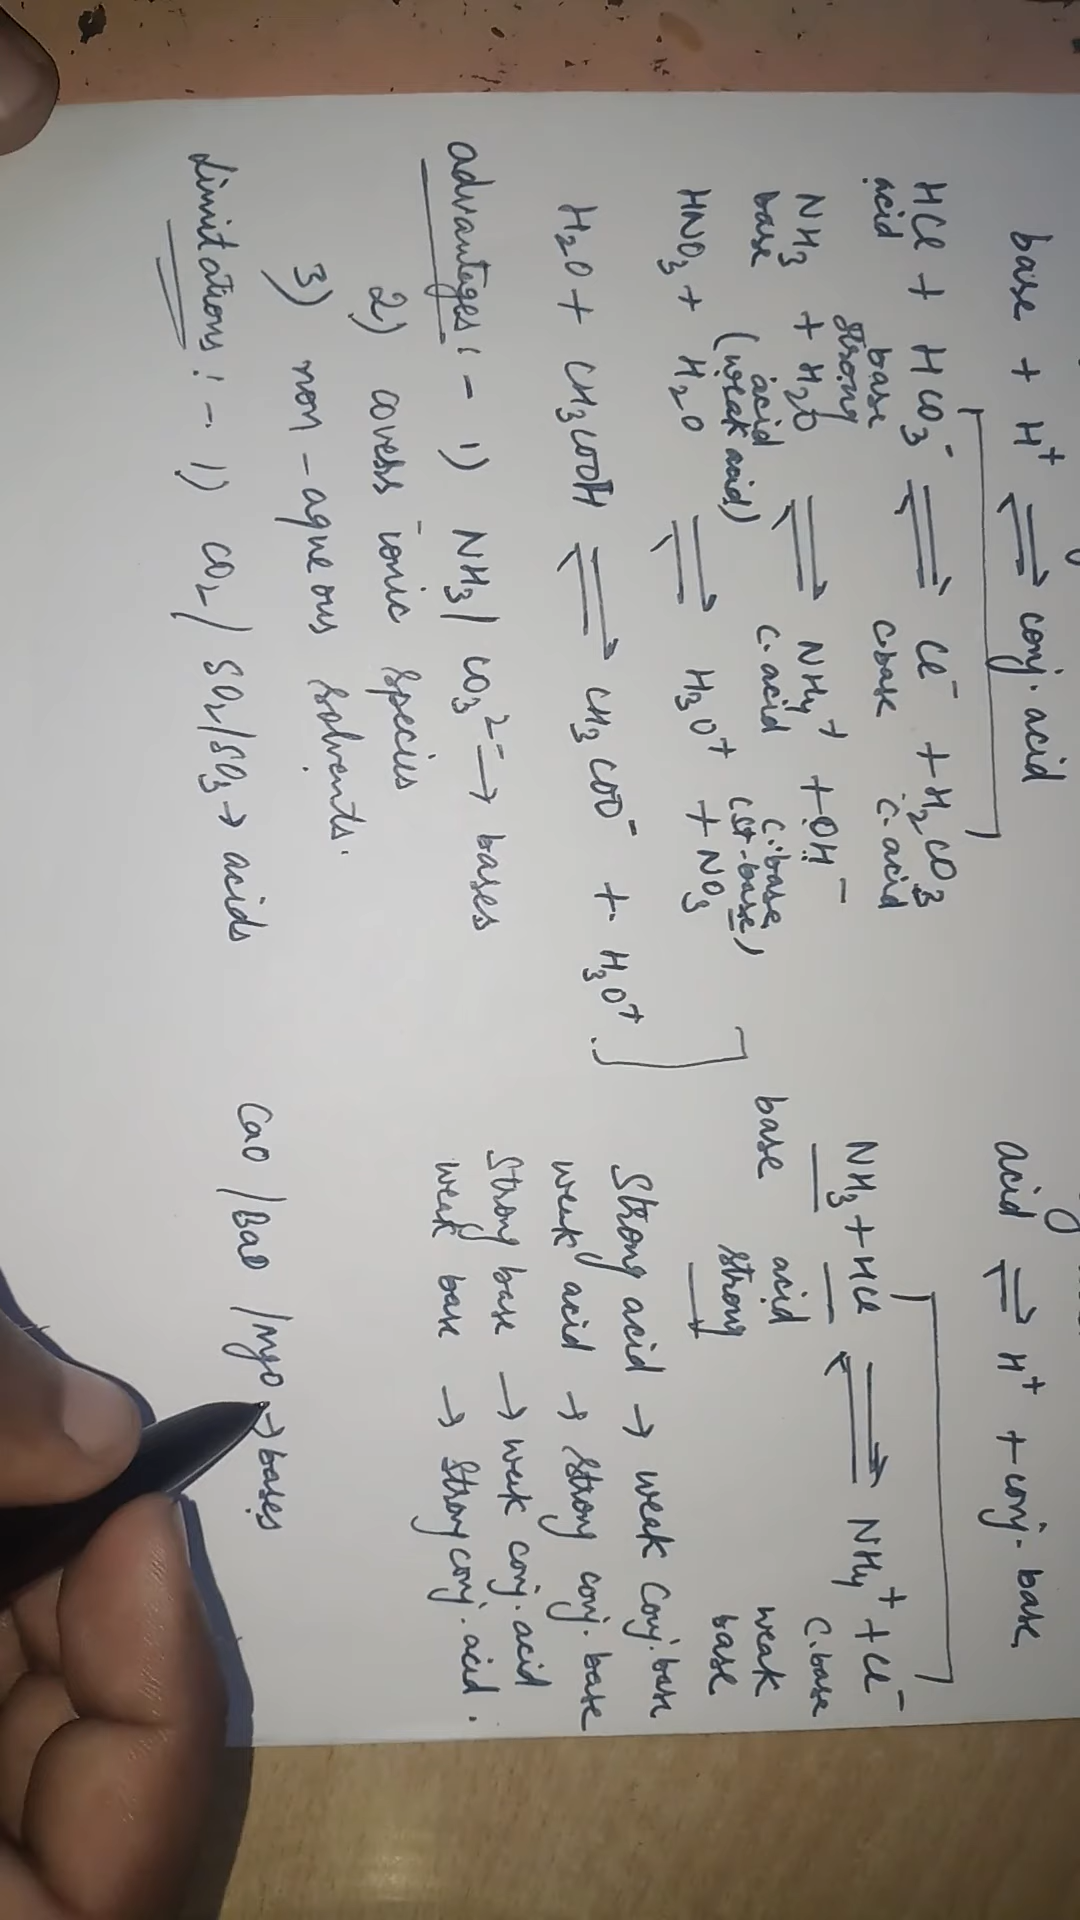 base + H⁺ ⇌ conj. acid
acid ⇌ H⁺ + conj. base
HCl + HCO₃⁻ ⇌ Cl⁻ + H₂CO₃
acid base c.base c.acid
strong
NH₃ + HCl ⇌ NH₄⁺ + Cl⁻
base acid c.base
strong weak
base
NH₃ + H₂O ⇌ NH₄⁺ + OH⁻
base acid c.acid c.base
(weak acid) (st.base)
HNO₃ + H₂O ⇌ H₃O⁺ + NO₃⁻
H₂O + CH₃COOH ⇌ CH₃COO⁻ + H₃O⁺
Strong acid → weak conj. base
weak acid → strong conj. base
Strong base → weak conj. acid
weak base → strong conj. acid.
advantages :- 1) NH₃ / CO₃²⁻ → bases
2) covers ionic species
3) non-aqueous solvents.
Limitations :- 1) CO₂ / SO₂ / SO₃ → acids
CaO / BaO / MgO → bases